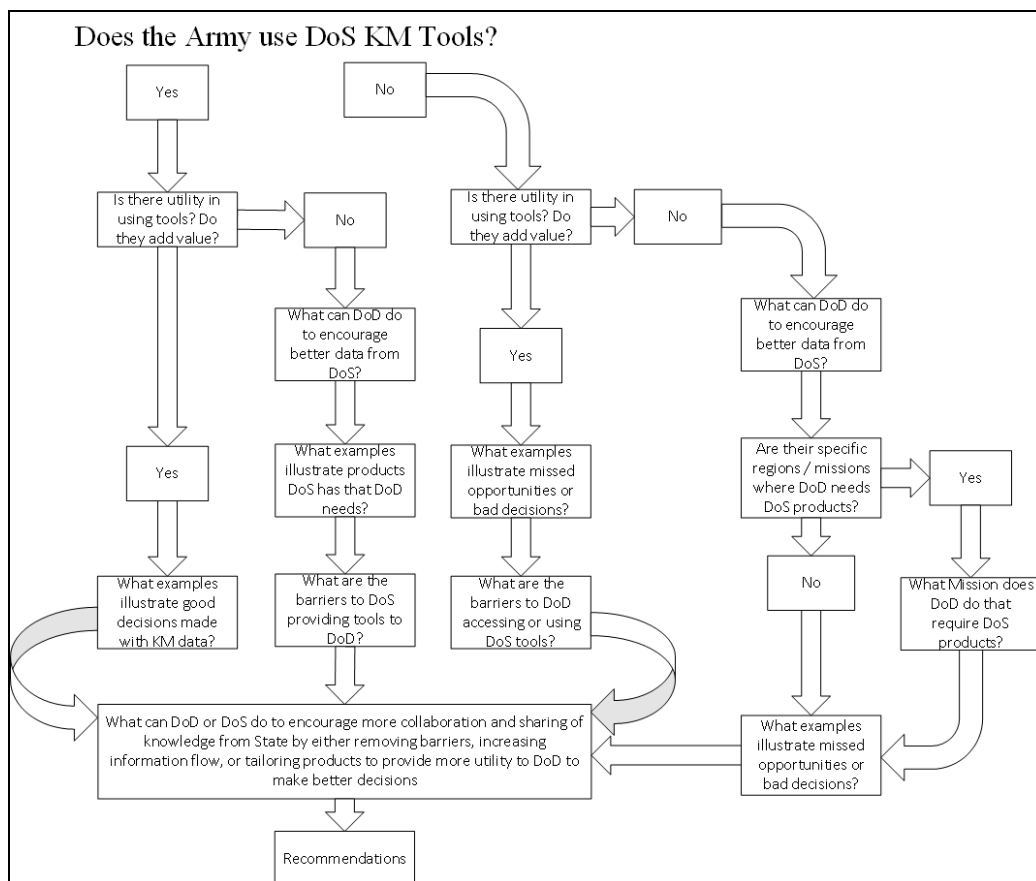 Does the Army use DoS KM Tools?
Yes
No
Is there utility in
using tools? Do
they add value?
No
Is there utility in
using tools? Do
they add value?
No
What can DoD do
to encourage
better data from
DoS?
Yes
What can DoD do
to encourage
better data from
DoS?
Yes
What examples
illustrate products
DoS has that DoD
needs?
What examples
illustrate missed
opportunities or
bad decisions?
Are their specific
regions / missions
where DoD needs
DoS products?
Yes
What examples
illustrate good
decisions made
with KM data?
What are the
barriers to DoS
providing tools to
DoD?
What are the
barriers to DoD
accessing or using
DoS tools?
No
What Mission does
DoD do that
require DoS
products?
What can DoD or DoS do to encourage more collaboration and sharing of
knowledge from State by either removing barriers, increasing
information flow, or tailoring products to provide more utility to DoD to
make better decisions
What examples
illustrate missed
opportunities or
bad decisions?
Recommendations